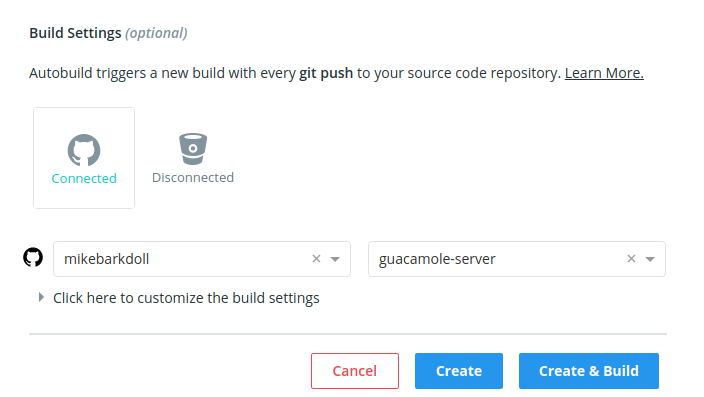 Build Settings (optional)
Autobuild triggers a new build with every git push to your source code repository. Learn More.
Connected
Disconnected
mikebarkdoll × guacamole-server ×
Click here to customize the build settings
Cancel Create Create & Build